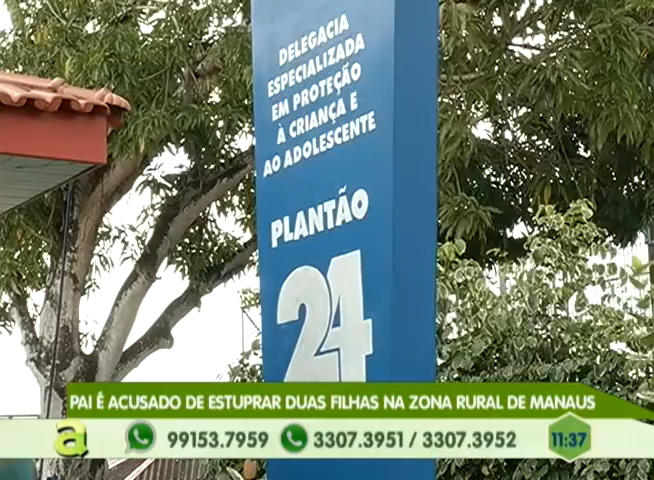 DELEGACIA
ESPECIALIZADA
EM PROTEÇÃO
À CRIANÇA E
AO ADOLESCENTE
PLANTÃO
24
PAI É ACUSADO DE ESTUPRAR DUAS FILHAS NA ZONA RURAL DE MANAUS
a 99153.7959 3307.3951 / 3307.3952 11:37